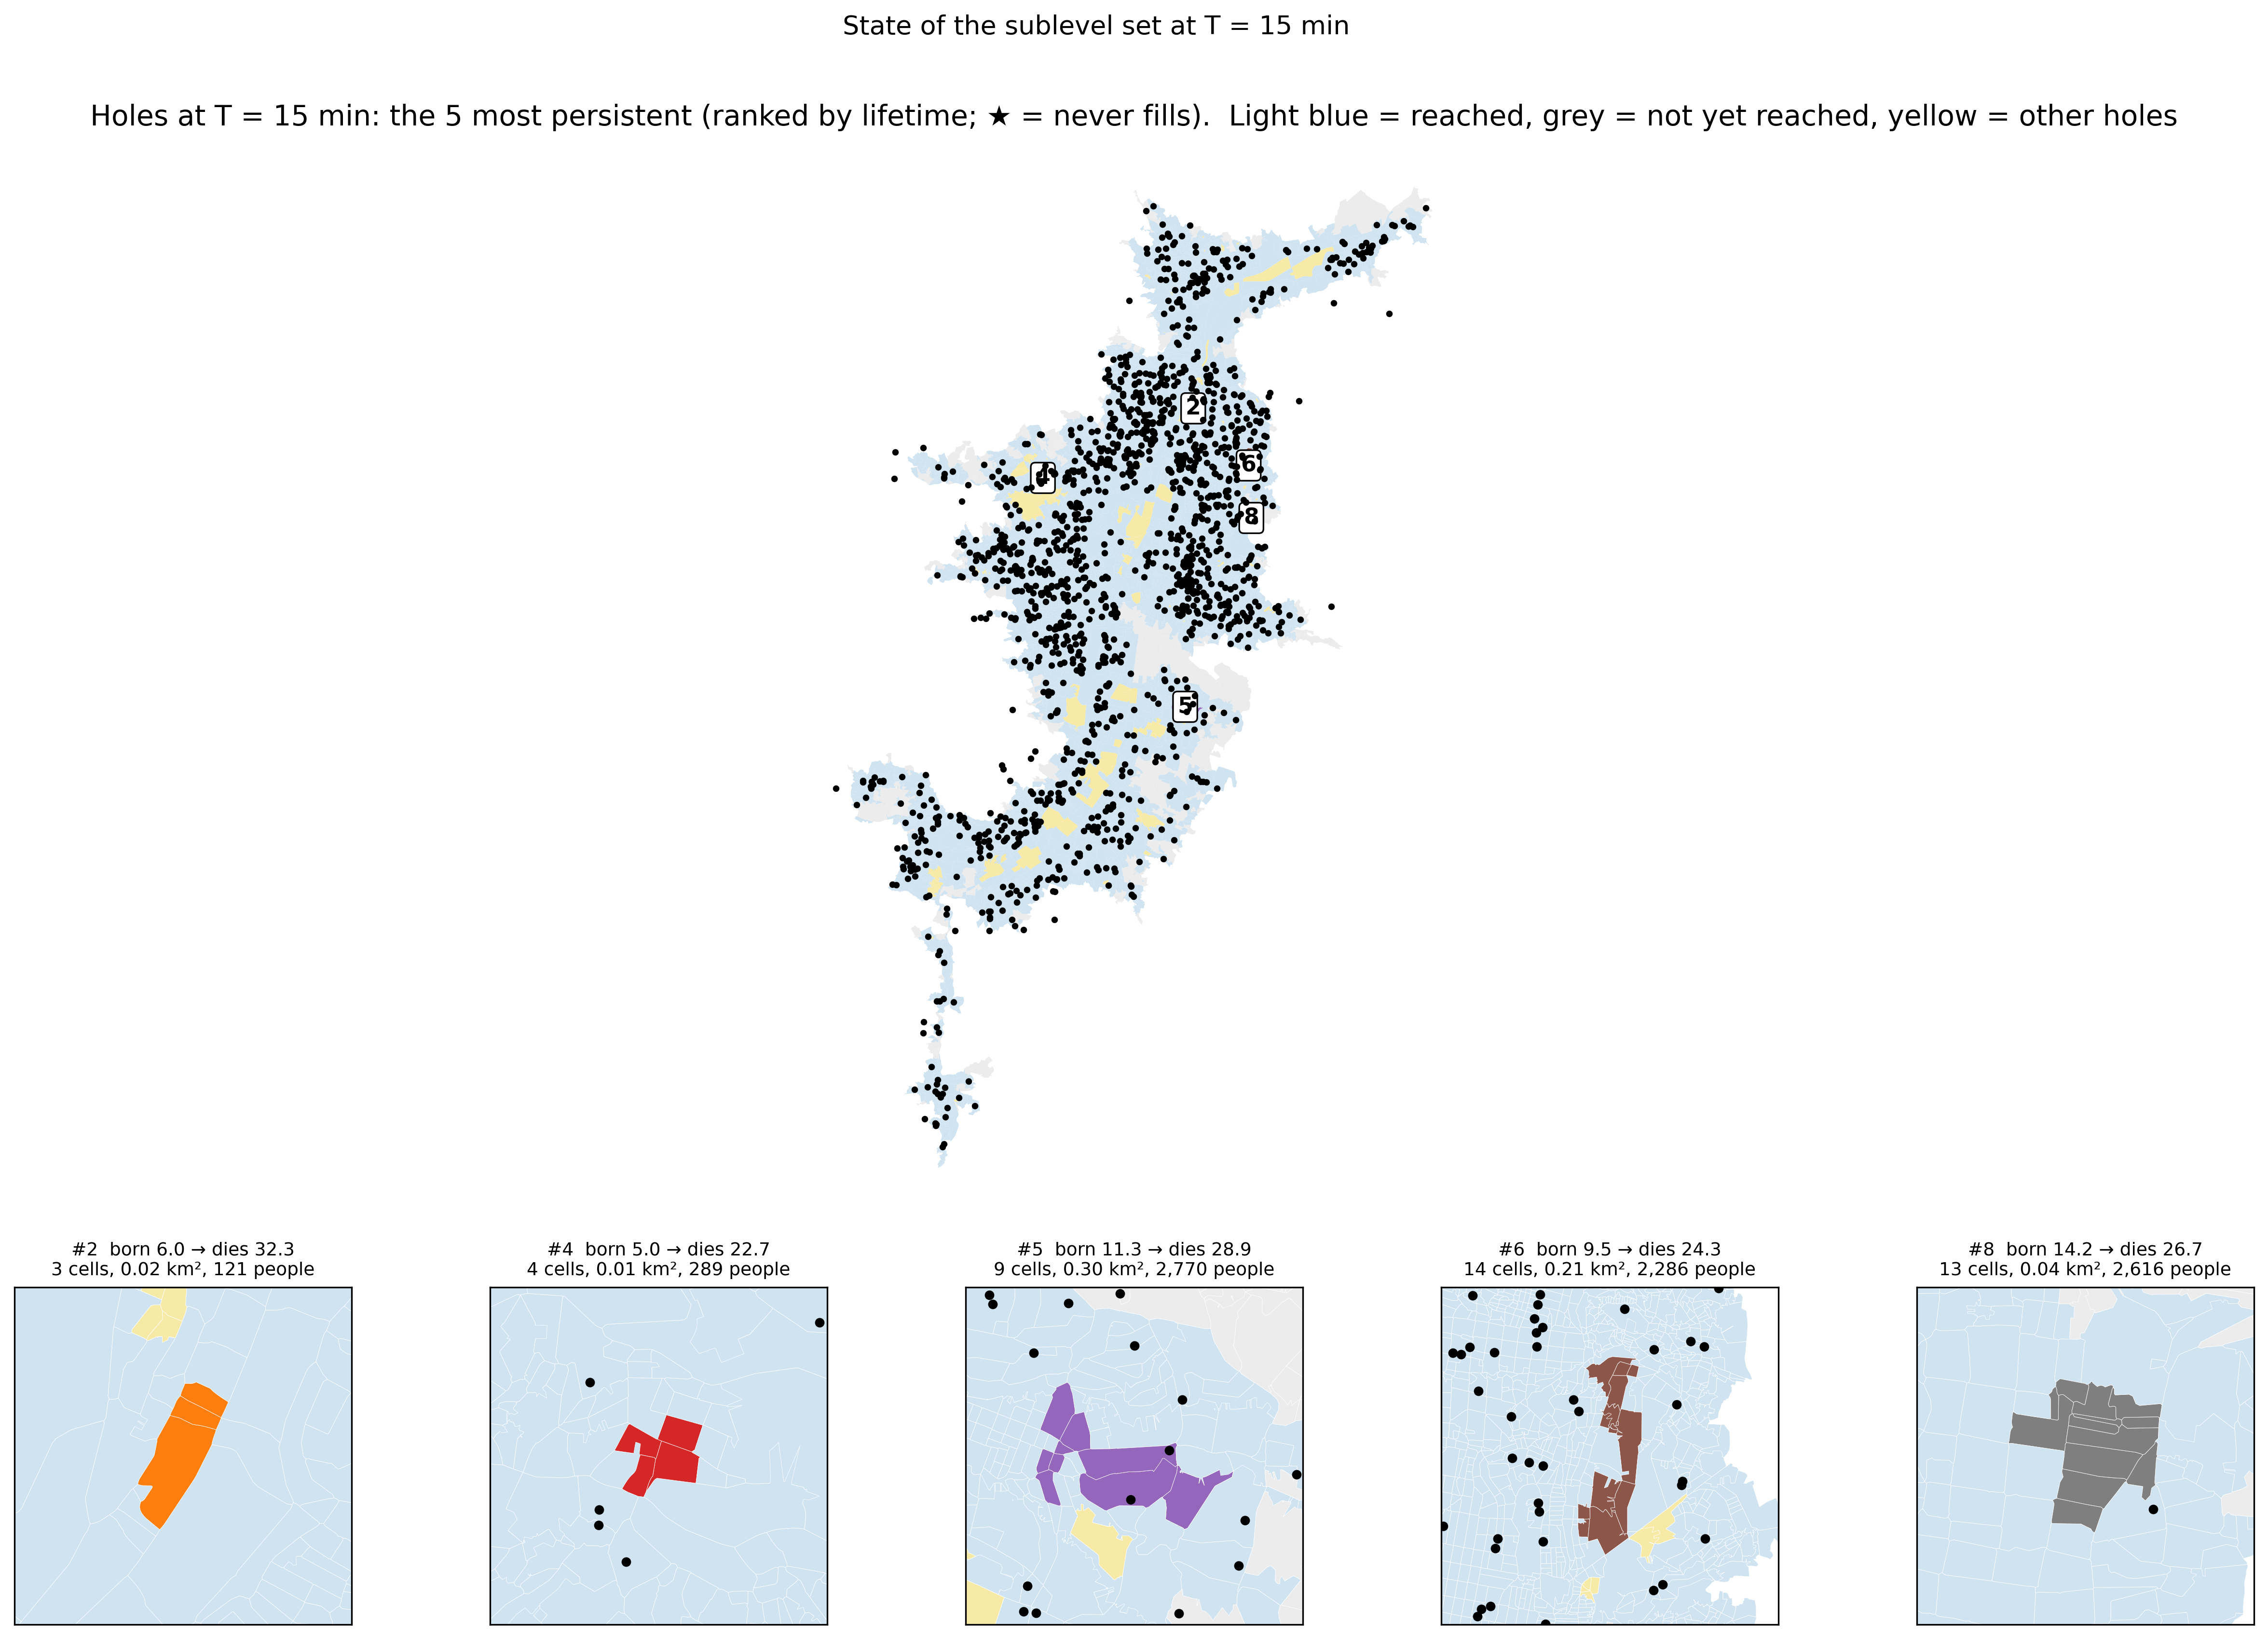 State of the sublevel set at T = 15 min
Holes at T = 15 min: the 5 most persistent (ranked by lifetime; ★ = never fills).  Light blue = reached, grey = not yet reached, yellow = other holes
2
6
4
8
5
#2  born 6.0 → dies 32.3
3 cells, 0.02 km², 121 people
#4  born 5.0 → dies 22.7
4 cells, 0.01 km², 289 people
#5  born 11.3 → dies 28.9
9 cells, 0.30 km², 2,770 people
#6  born 9.5 → dies 24.3
14 cells, 0.21 km², 2,286 people
#8  born 14.2 → dies 26.7
13 cells, 0.04 km², 2,616 people